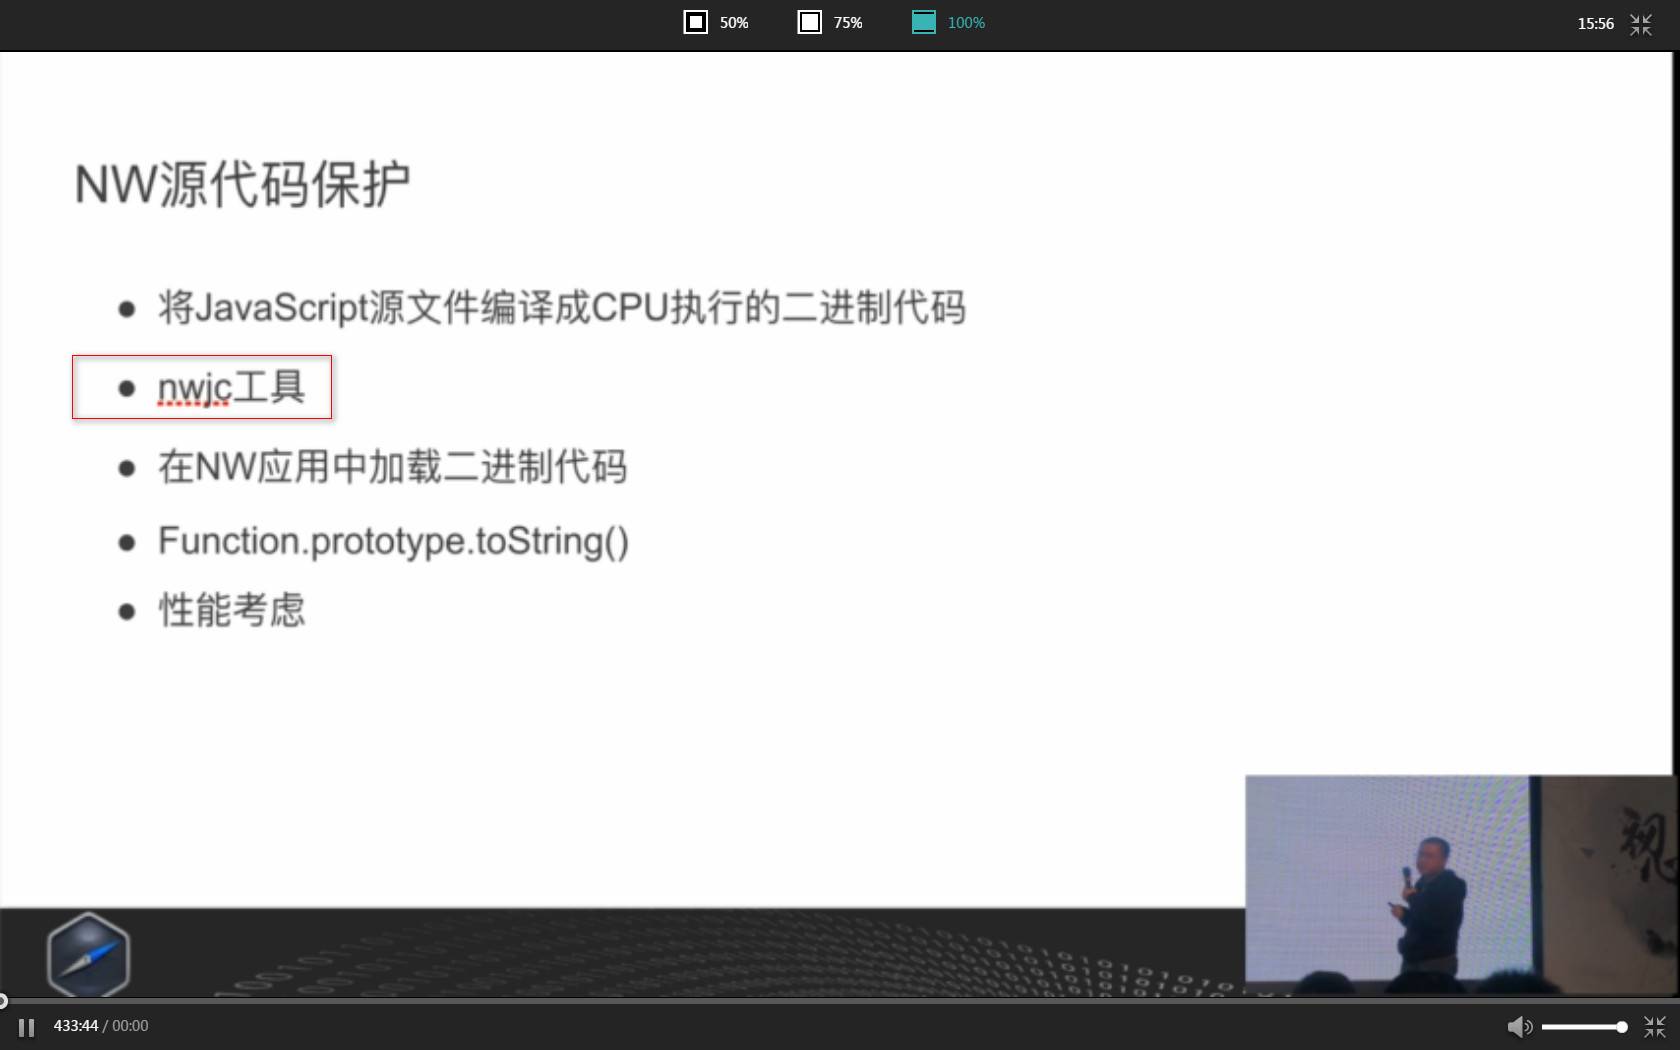 50% 75% 100% 15:56
NW源代码保护
将JavaScript源文件编译成CPU执行的二进制代码
nwjc工具
在NW应用中加载二进制代码
Function.prototype.toString()
性能考虑
视
433:44 / 00:00